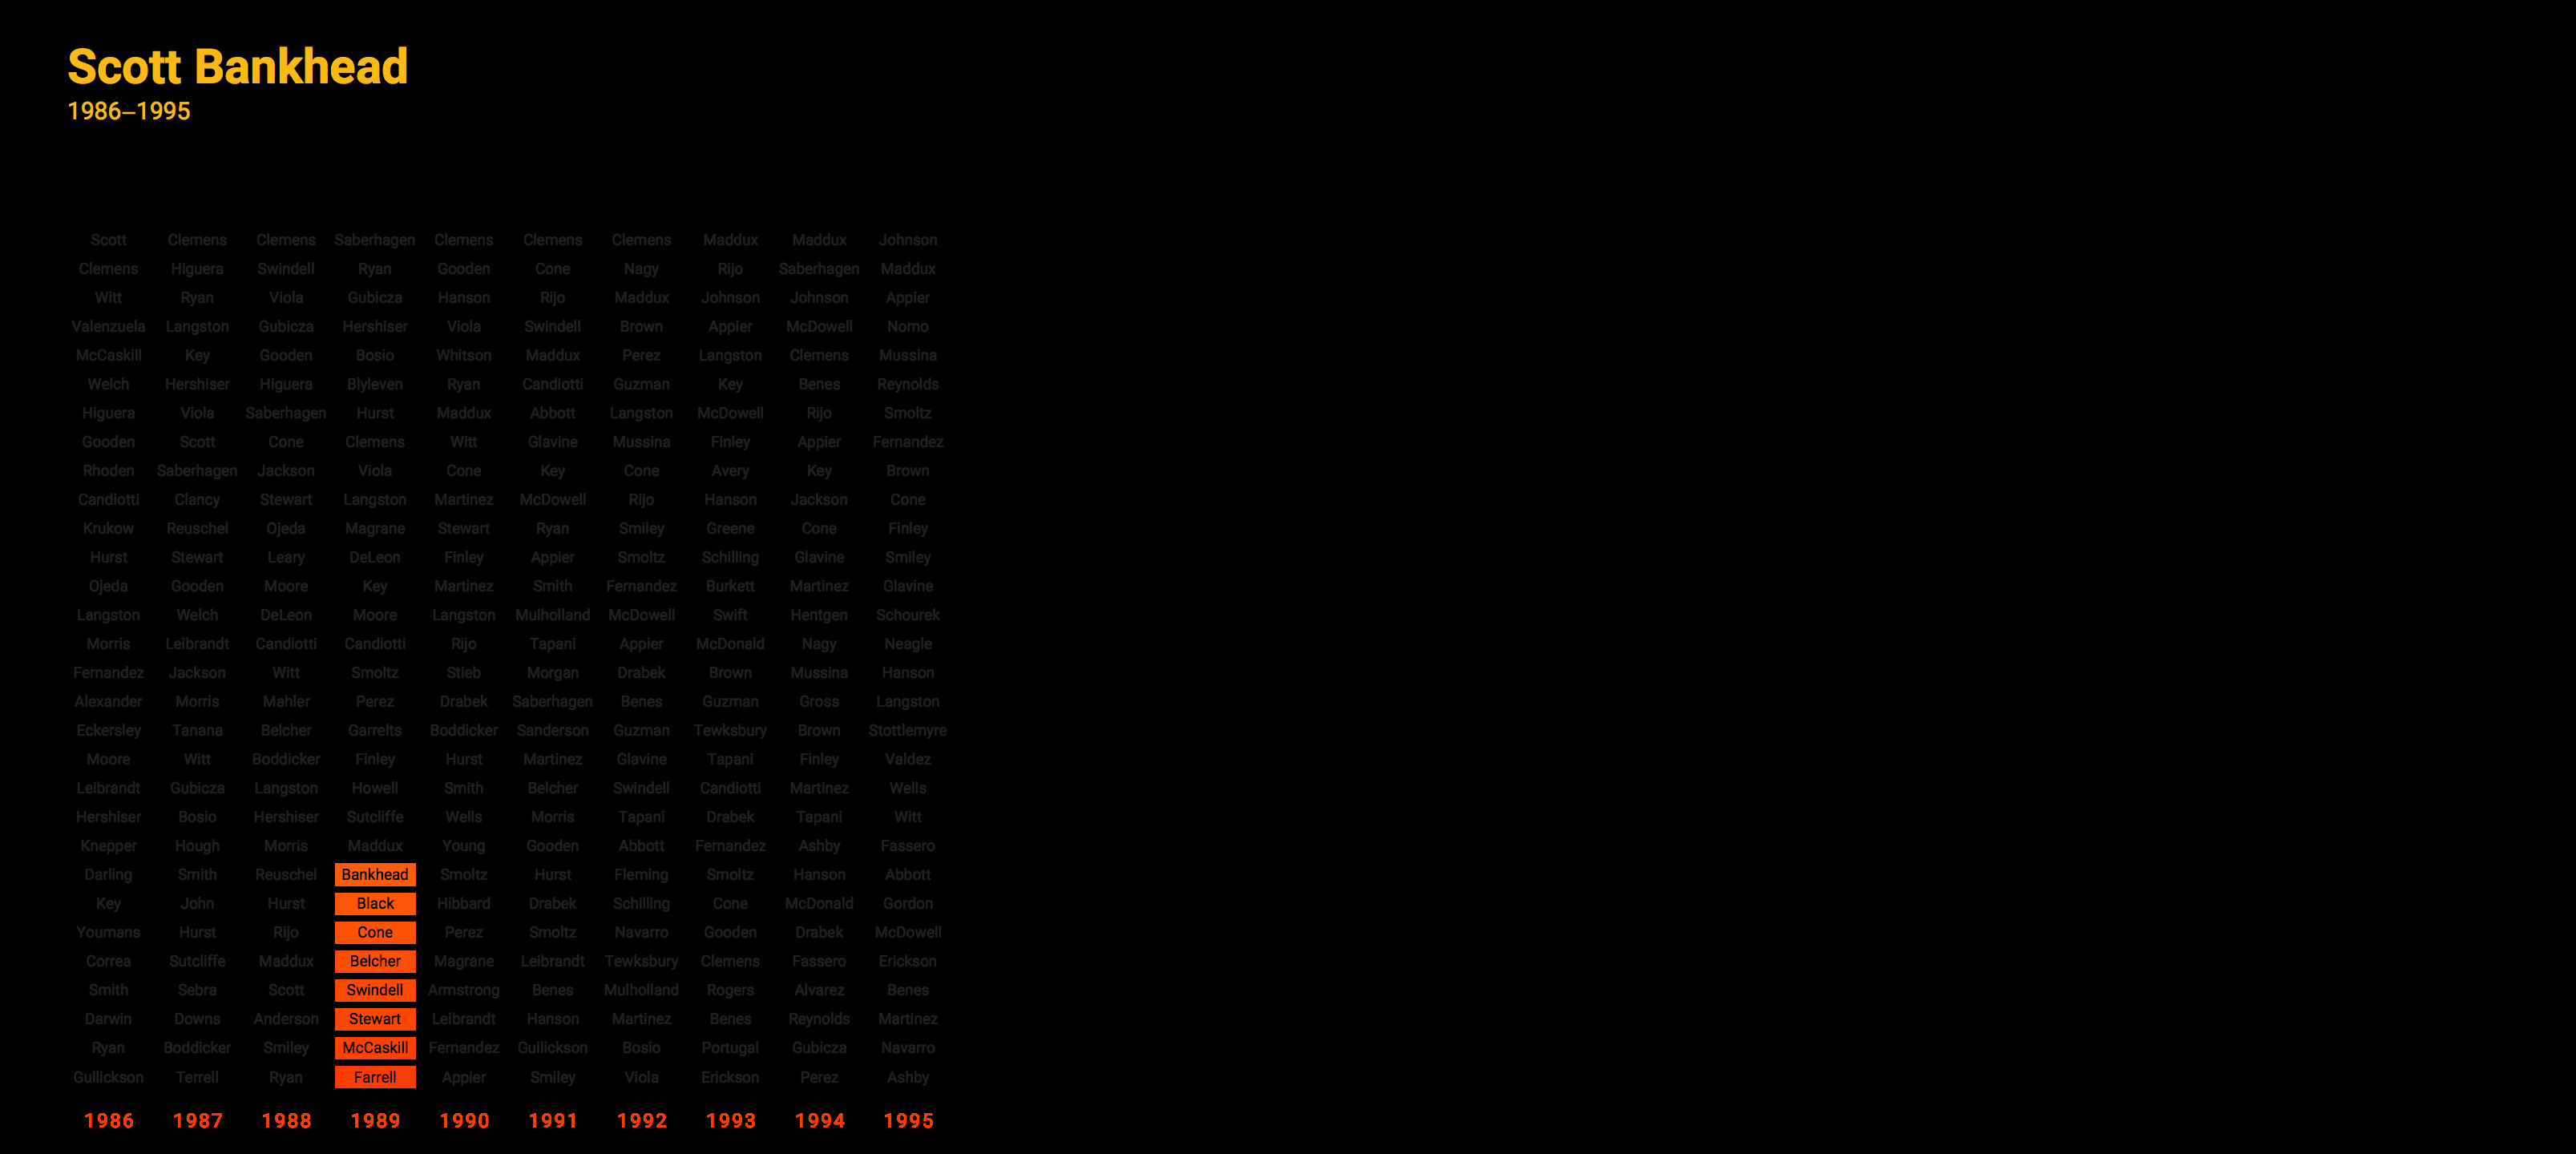 Scott Bankhead
1986–1995
Scott Clemens Clemens Saberhagen Clemens Clemens Clemens Maddux Maddux Johnson
Clemens Higuera Swindell Ryan Gooden Cone Nagy Rijo Saberhagen Maddux
Witt Ryan Viola Gubicza Hanson Rijo Maddux Johnson Johnson Appier
Valenzuela Langston Gubicza Hershiser Viola Swindell Brown Appier McDowell Nomo
McCaskill Key Gooden Bosio Whitson Maddux Perez Langston Clemens Mussina
Welch Hershiser Higuera Blyleven Ryan Candiotti Guzman Key Benes Reynolds
Higuera Viola Saberhagen Hurst Maddux Abbott Langston McDowell Rijo Smoltz
Gooden Scott Cone Clemens Witt Glavine Mussina Finley Appier Fernandez
Rhoden Saberhagen Jackson Viola Cone Key Cone Avery Key Brown
Candiotti Clancy Stewart Langston Martinez McDowell Rijo Hanson Jackson Cone
Krukow Reuschel Ojeda Magrane Stewart Ryan Smiley Greene Cone Finley
Hurst Stewart Leary DeLeon Finley Appier Smoltz Schilling Glavine Smiley
Ojeda Gooden Moore Key Martinez Smith Fernandez Burkett Martinez Glavine
Langston Welch DeLeon Moore Langston Mulholland McDowell Swift Hentgen Schourek
Morris Leibrandt Candiotti Candiotti Rijo Tapani Appier McDonald Nagy Neagle
Fernandez Jackson Witt Smoltz Stieb Morgan Drabek Brown Mussina Hanson
Alexander Morris Mahler Perez Drabek Saberhagen Benes Guzman Gross Langston
Eckersley Tanana Belcher Garrelts Boddicker Sanderson Guzman Tewksbury Brown Stottlemyre
Moore Witt Boddicker Finley Hurst Martinez Glavine Tapani Finley Valdez
Leibrandt Gubicza Langston Howell Smith Belcher Swindell Candiotti Martinez Wells
Hershiser Bosio Hershiser Sutcliffe Wells Morris Tapani Drabek Tapani Witt
Knepper Hough Morris Maddux Young Gooden Abbott Fernandez Ashby Fassero
Darling Smith Reuschel Bankhead Smoltz Hurst Fleming Smoltz Hanson Abbott
Key John Hurst Black Hibbard Drabek Schilling Cone McDonald Gordon
Youmans Hurst Rijo Cone Perez Smoltz Navarro Gooden Drabek McDowell
Correa Sutcliffe Maddux Belcher Magrane Leibrandt Tewksbury Clemens Fassero Erickson
Smith Sebra Scott Swindell Armstrong Benes Mulholland Rogers Alvarez Benes
Darwin Downs Anderson Stewart Leibrandt Hanson Martinez Benes Reynolds Martinez
Ryan Boddicker Smiley McCaskill Fernandez Gullickson Bosio Portugal Gubicza Navarro
Gullickson Terrell Ryan Farrell Appier Smiley Viola Erickson Perez Ashby
1986 1987 1988 1989 1990 1991 1992 1993 1994 1995